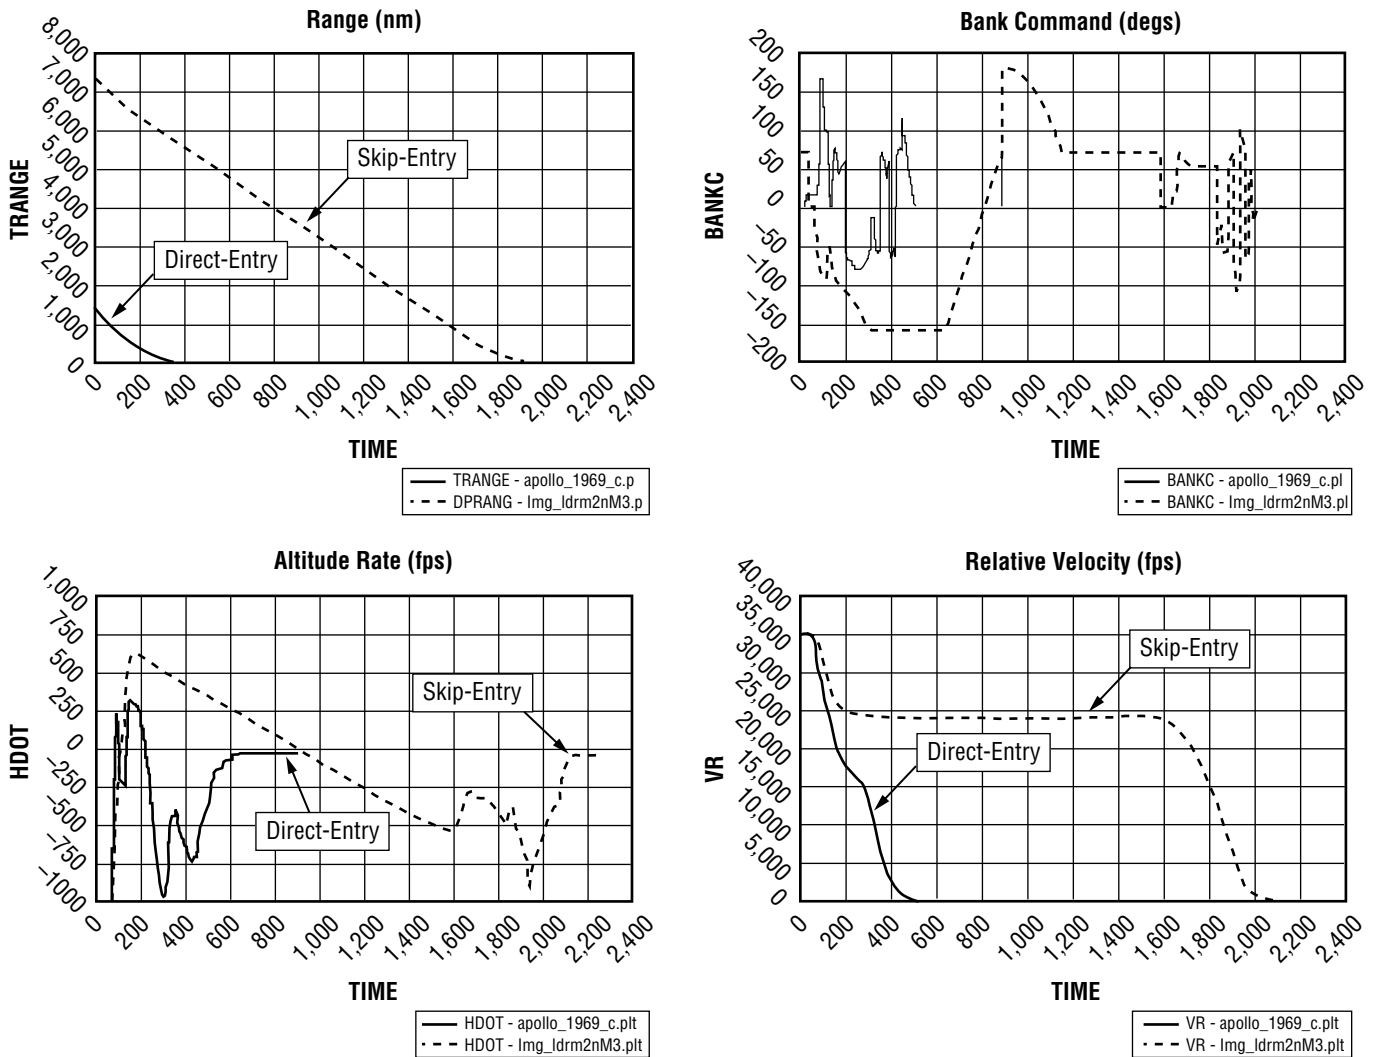 Range (nm)
8,000
7,000
6,000
5,000
4,000
3,000
2,000
1,000
0
TRANGE
Skip-Entry
Direct-Entry
0 200 400 600 800 1,000 1,200 1,400 1,600 1,800 2,000 2,200 2,400
TIME
TRANGE - apollo_1969_c.p
DPRANG - lmg_ldrm2nM3.p
Bank Command (degs)
200
150
100
50
0
−50
−100
−150
−200
BANKC
0 200 400 600 800 1,000 1,200 1,400 1,600 1,800 2,000 2,200 2,400
TIME
BANKC - apollo_1969_c.pl
BANKC - lmg_ldrm2nM3.pl
Altitude Rate (fps)
1,000
750
500
250
0
−250
−500
−750
−1000
HDOT
Skip-Entry
Direct-Entry
0 200 400 600 800 1,000 1,200 1,400 1,600 1,800 2,000 2,200 2,400
TIME
HDOT - apollo_1969_c.plt
HDOT - lmg_ldrm2nM3.plt
Relative Velocity (fps)
40,000
35,000
30,000
25,000
20,000
15,000
10,000
5,000
0
VR
Skip-Entry
Direct-Entry
0 200 400 600 800 1,000 1,200 1,400 1,600 1,800 2,000 2,200 2,400
TIME
VR - apollo_1969_c.plt
VR - lmg_ldrm2nM3.plt